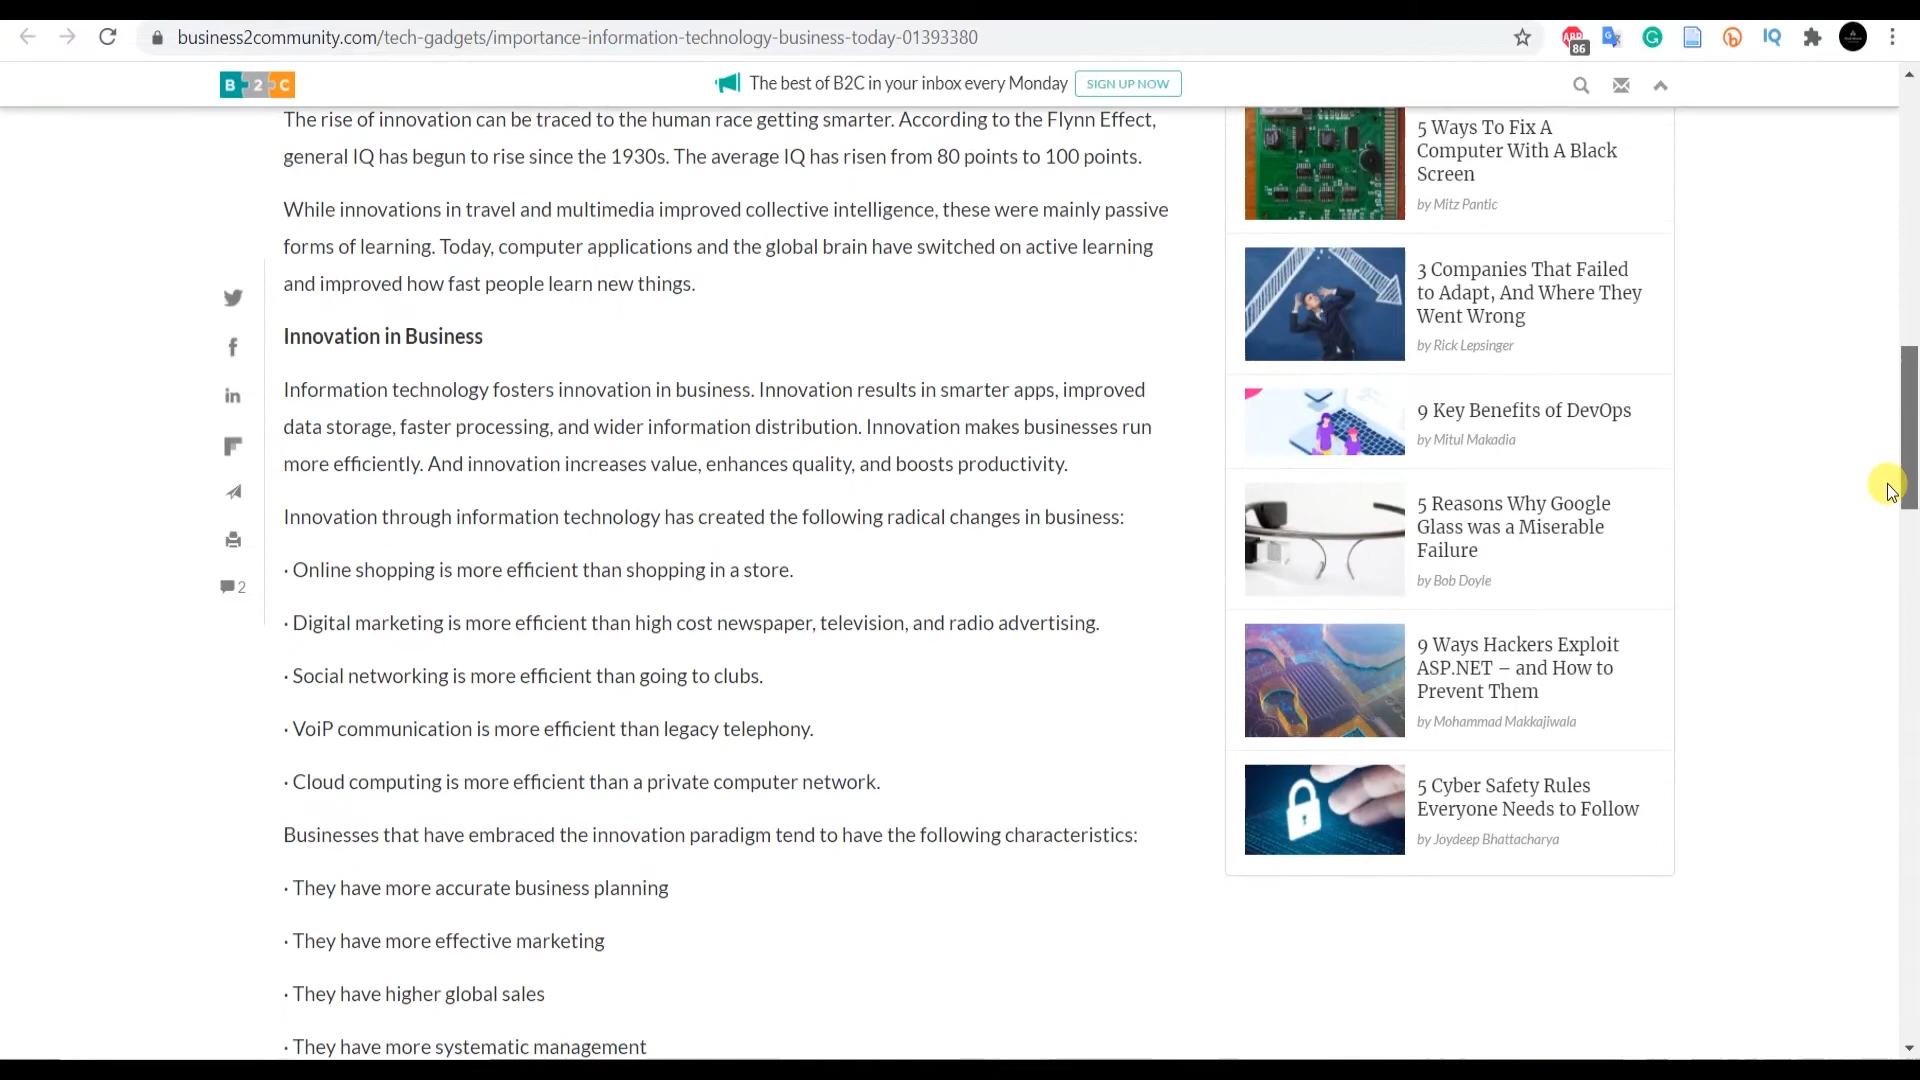 business2community.com/tech-gadgets/importance-information-technology-business-today-01393380
ABP
86
G
G
b
IQ
B 2 C
The best of B2C in your inbox every Monday
SIGN UP NOW
The rise of innovation can be traced to the human race getting smarter. According to the Flynn Effect,
general IQ has begun to rise since the 1930s. The average IQ has risen from 80 points to 100 points.
While innovations in travel and multimedia improved collective intelligence, these were mainly passive
forms of learning. Today, computer applications and the global brain have switched on active learning
and improved how fast people learn new things.
Innovation in Business
Information technology fosters innovation in business. Innovation results in smarter apps, improved
data storage, faster processing, and wider information distribution. Innovation makes businesses run
more efficiently. And innovation increases value, enhances quality, and boosts productivity.
Innovation through information technology has created the following radical changes in business:
· Online shopping is more efficient than shopping in a store.
· Digital marketing is more efficient than high cost newspaper, television, and radio advertising.
· Social networking is more efficient than going to clubs.
· VoiP communication is more efficient than legacy telephony.
· Cloud computing is more efficient than a private computer network.
Businesses that have embraced the innovation paradigm tend to have the following characteristics:
· They have more accurate business planning
· They have more effective marketing
· They have higher global sales
· They have more systematic management
2
5 Ways To Fix A
Computer With A Black
Screen
by Mitz Pantic
3 Companies That Failed
to Adapt, And Where They
Went Wrong
by Rick Lepsinger
9 Key Benefits of DevOps
by Mitul Makadia
5 Reasons Why Google
Glass was a Miserable
Failure
by Bob Doyle
9 Ways Hackers Exploit
ASP.NET – and How to
Prevent Them
by Mohammad Makkajiwala
5 Cyber Safety Rules
Everyone Needs to Follow
by Joydeep Bhattacharya